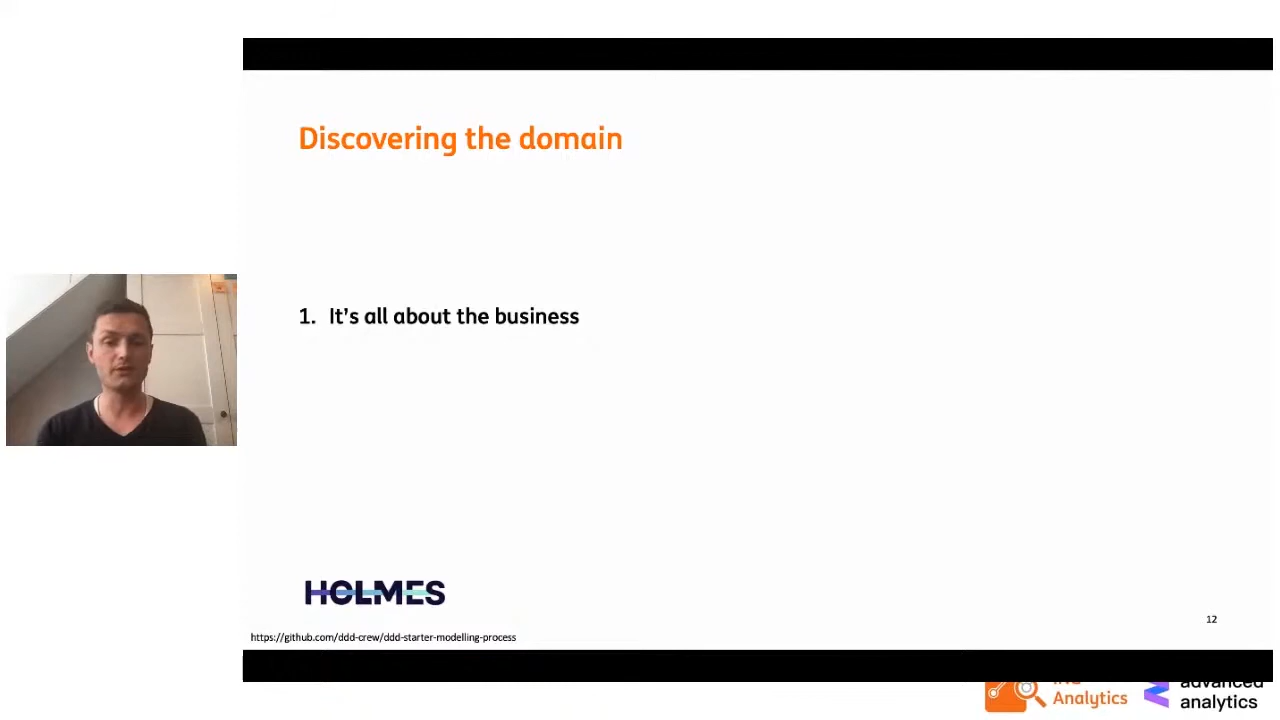 Discovering the domain
1. It's all about the business
HOLMES
12
https://github.com/ddd-crew/ddd-starter-modelling-process
ING
Analytics
advanced
analytics